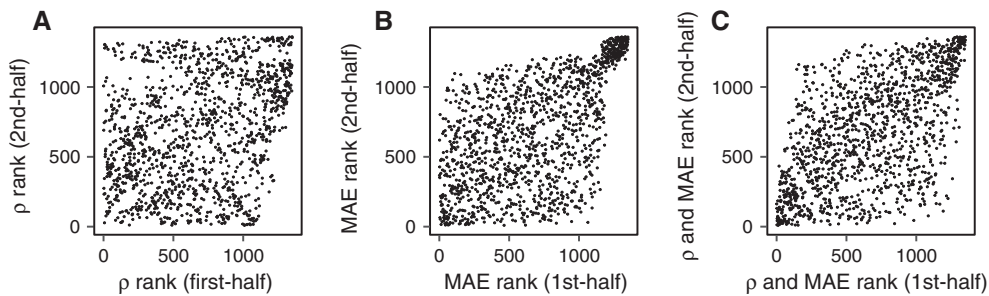 A
ρ rank (2nd-half)
1000
500
0
0 500 1000
ρ rank (first-half)
B
MAE rank (2nd-half)
1000
500
0
0 500 1000
MAE rank (1st-half)
C
ρ and MAE rank (2nd-half)
1000
500
0
0 500 1000
ρ and MAE rank (1st-half)